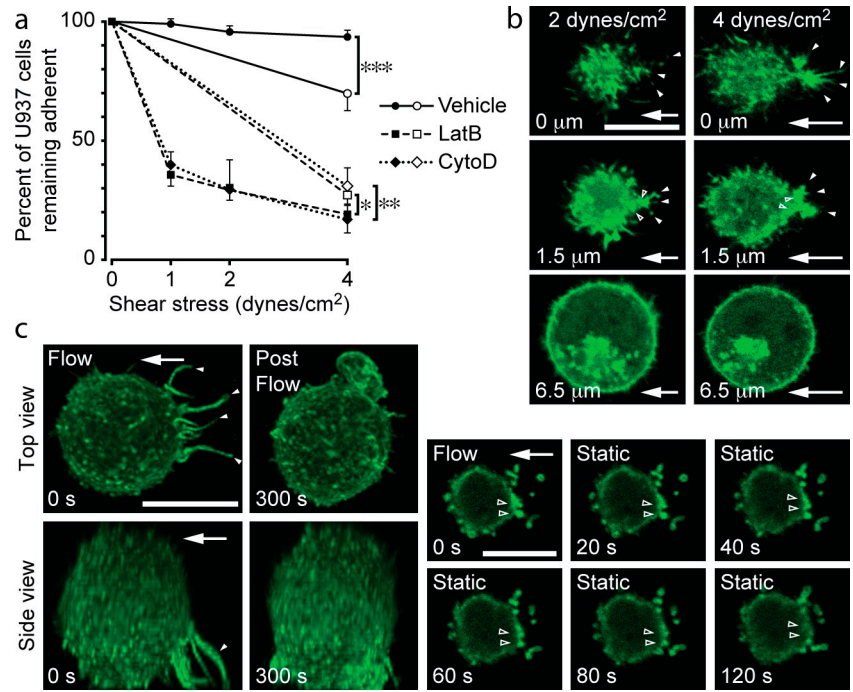 a
Percent of U937 cells
remaining adherent
100
50
0
0
1
2
4
Shear stress (dynes/cm2)
***
*
**
Vehicle
LatB
CytoD
b
2 dynes/cm2
4 dynes/cm2
0 μm
0 μm
1.5 μm
1.5 μm
6.5 μm
6.5 μm
c
Top view
Flow
0 s
Post
Flow
300 s
Side view
0 s
300 s
Flow
0 s
Static
20 s
Static
40 s
Static
60 s
Static
80 s
Static
120 s